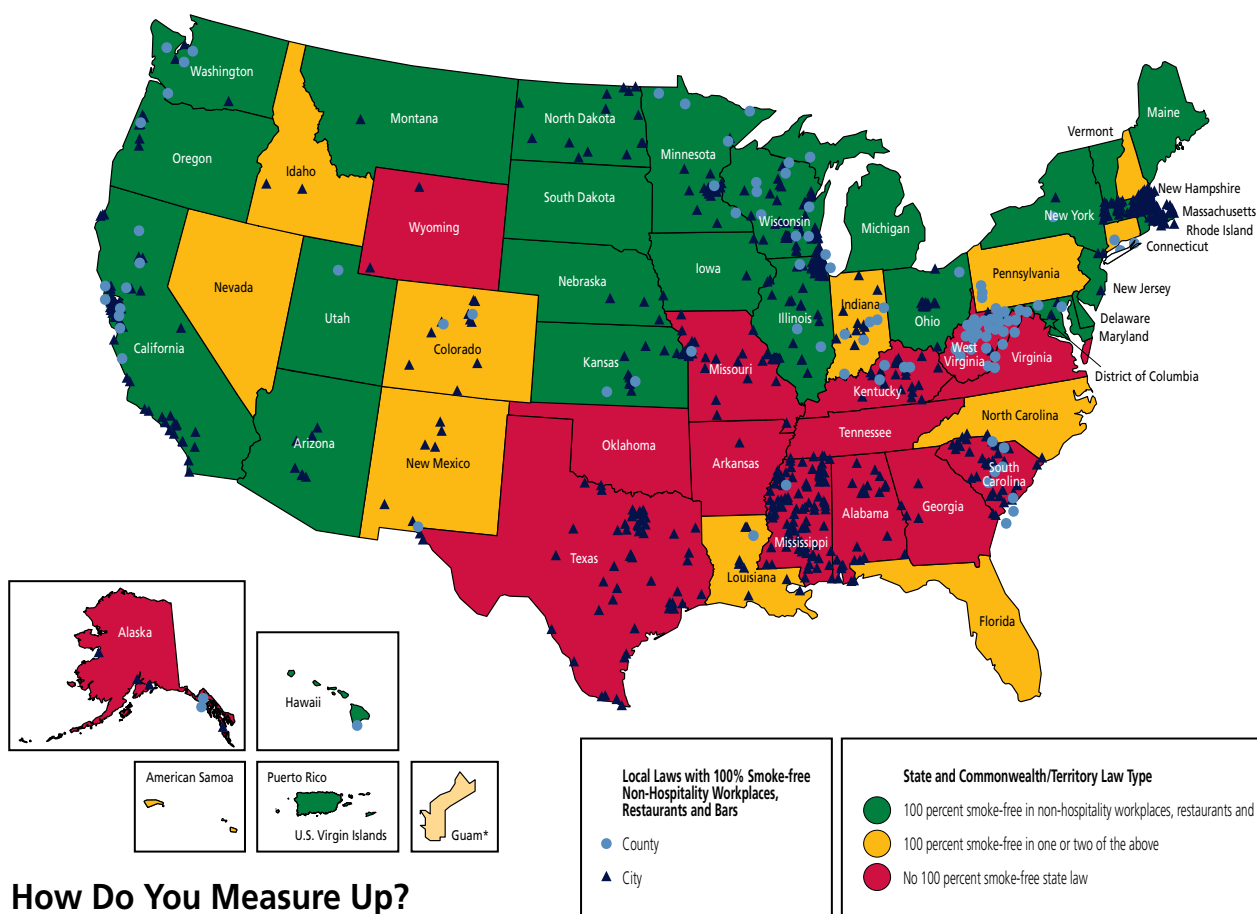 Washington
Montana
North Dakota
Minnesota
Maine
Vermont
Oregon
Idaho
South Dakota
Wisconsin
Michigan
New York
New Hampshire
Massachusetts
Rhode Island
Connecticut
Wyoming
Nebraska
Iowa
Pennsylvania
New Jersey
Nevada
Utah
Colorado
Kansas
Illinois
Indiana
Ohio
Delaware
Maryland
California
Missouri
Kentucky
West
Virginia
Virginia
District of Columbia
Arizona
New Mexico
Oklahoma
Arkansas
Tennessee
North Carolina
South
Carolina
Texas
Louisiana
Mississippi
Alabama
Georgia
Florida
Alaska
Hawaii
American Samoa
Puerto Rico
U.S. Virgin Islands
Guam*
Local Laws with 100% Smoke-free
Non-Hospitality Workplaces,
Restaurants and Bars
County
City
State and Commonwealth/Territory Law Type
100 percent smoke-free in non-hospitality workplaces, restaurants and
100 percent smoke-free in one or two of the above
No 100 percent smoke-free state law
How Do You Measure Up?